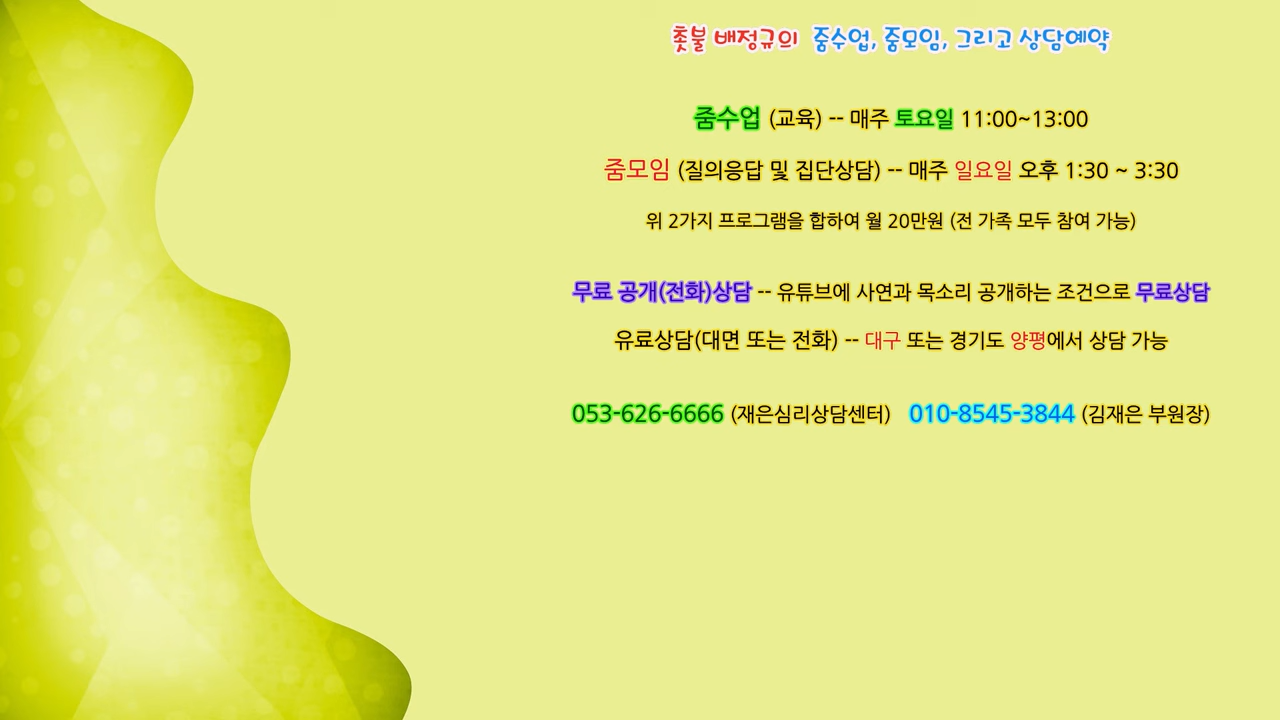 촛불 배정규의 줌수업, 줌모임, 그리고 상담예약
줌수업 (교육) -- 매주 토요일 11:00~13:00
줌모임 (질의응답 및 집단상담) -- 매주 일요일 오후 1:30 ~ 3:30
위 2가지 프로그램을 합하여 월 20만원 (전 가족 모두 참여 가능)
무료 공개(전화)상담 -- 유튜브에 사연과 목소리 공개하는 조건으로 무료상담
유료상담(대면 또는 전화) -- 대구 또는 경기도 양평에서 상담 가능
053-626-6666 (재은심리상담센터) 010-8545-3844 (김재은 부원장)